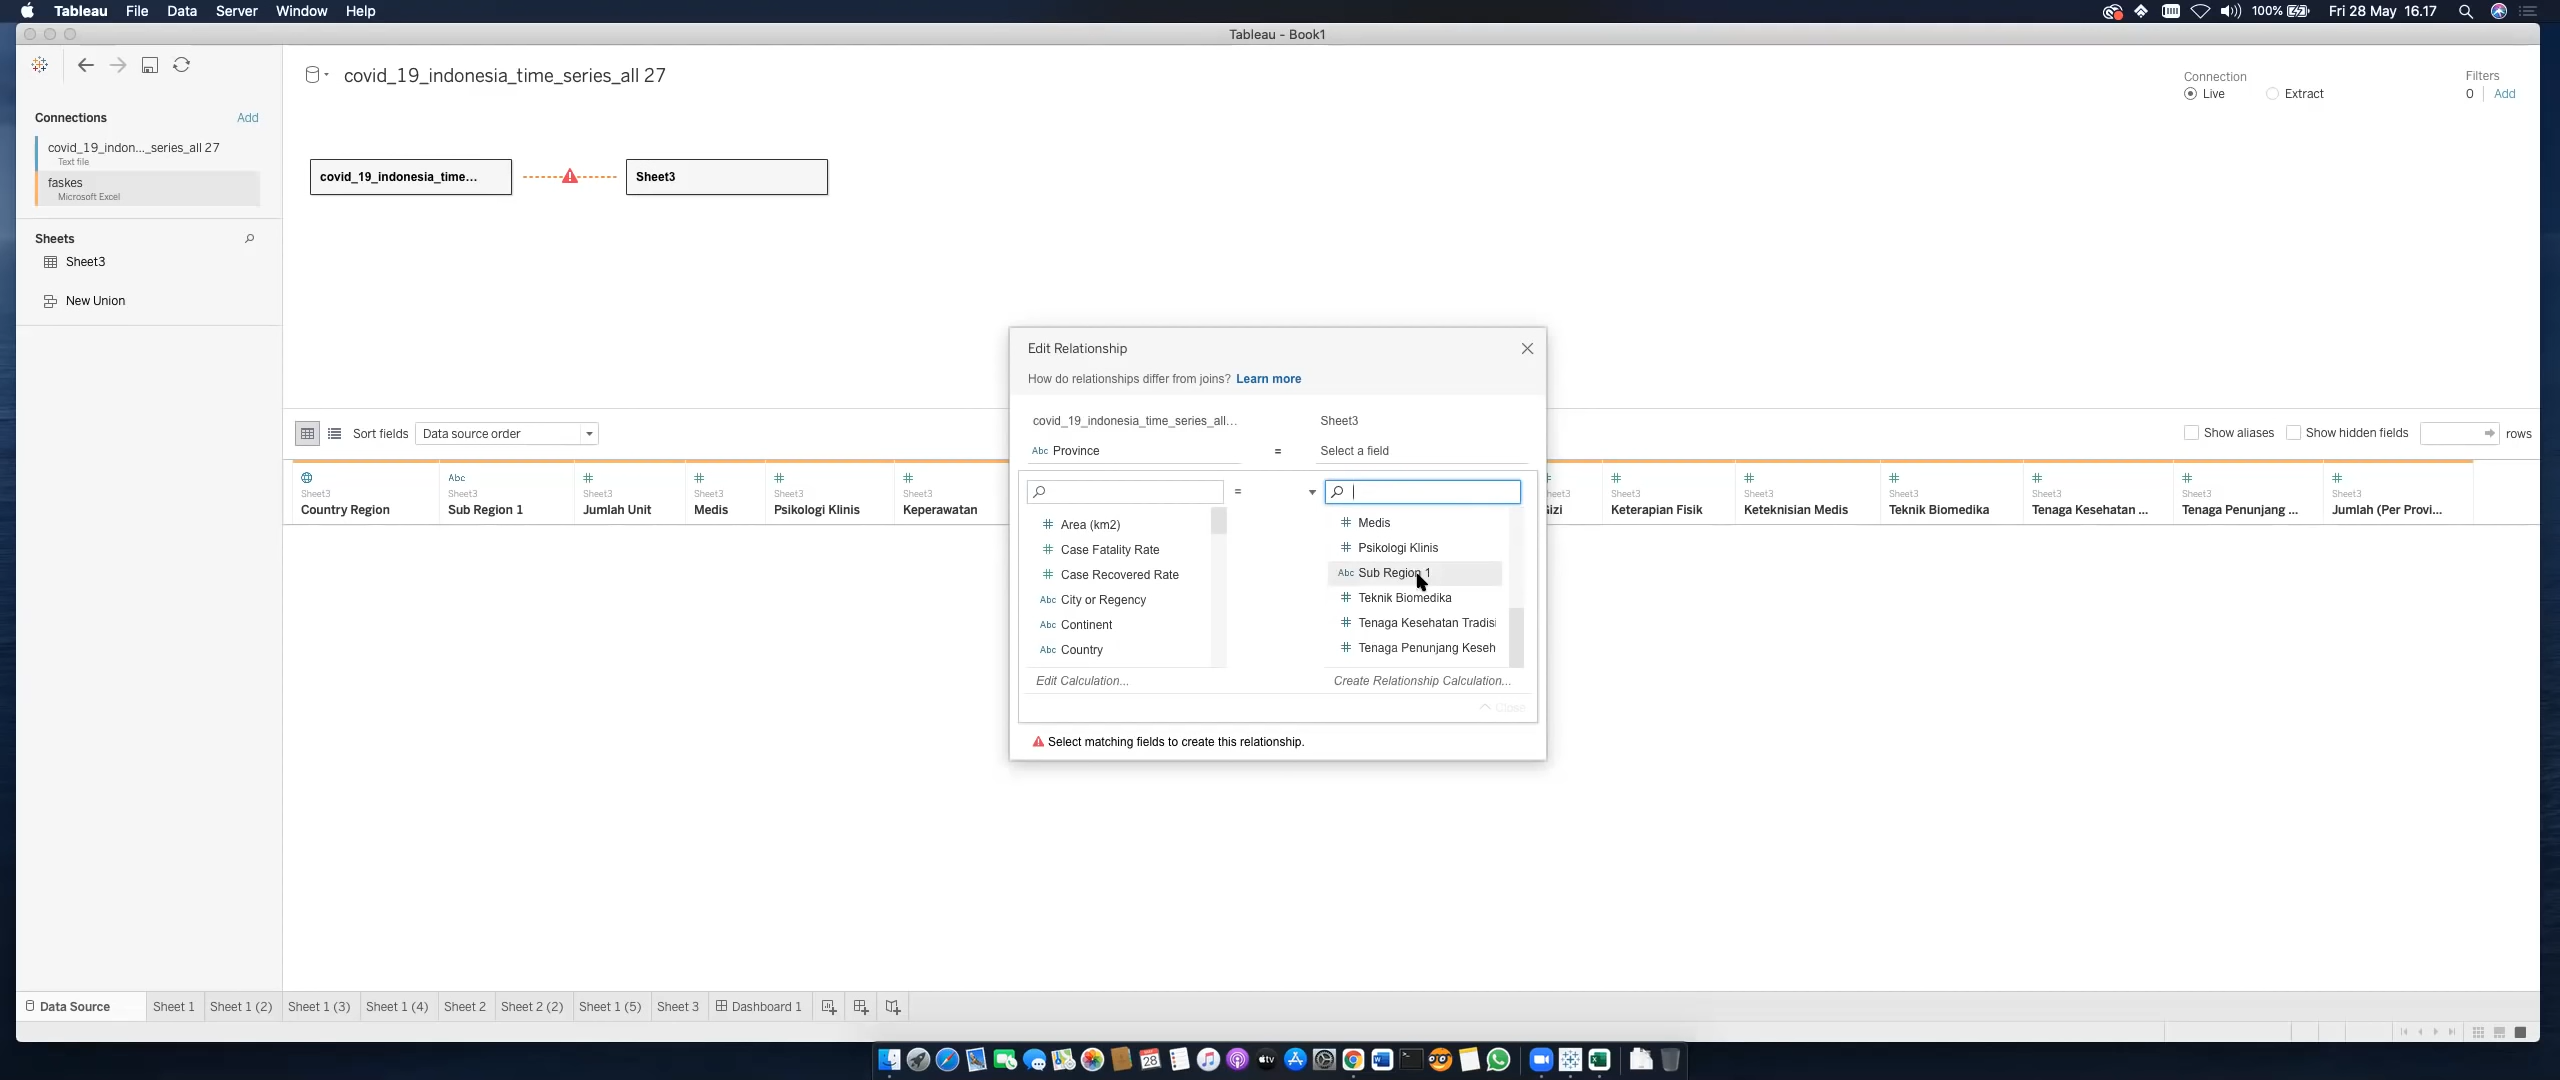 Tableau File Data Server Window Help
100% Fri 28 May 16.17
Tableau - Book1
covid_19_indonesia_time_series_all 27
Connection
Live Extract
Filters
0 Add
Connections Add
covid_19_indon..._series_all 27
Text file
faskes
Microsoft Excel
covid_19_indonesia_time...
Sheet3
Sheets
Sheet3
New Union
Edit Relationship
How do relationships differ from joins? Learn more
covid_19_indonesia_time_series_all... Sheet3
Abc Province = Select a field
=
# Area (km2)
# Case Fatality Rate
# Case Recovered Rate
Abc City or Regency
Abc Continent
Abc Country
Edit Calculation...
# Medis
# Psikologi Klinis
Abc Sub Region 1
# Teknik Biomedika
# Tenaga Kesehatan Tradisi
# Tenaga Penunjang Keseh
Create Relationship Calculation...
Close
Select matching fields to create this relationship.
Sort fields Data source order
Show aliases Show hidden fields rows
Abc # # # # # # # # # #
Sheet3 Sheet3 Sheet3 Sheet3 Sheet3 Sheet3 Sheet3 Sheet3 Sheet3 Sheet3 Sheet3 Sheet3
Country Region Sub Region 1 Jumlah Unit Medis Psikologi Klinis Keperawatan Keterapian Fisik Keteknisian Medis Teknik Biomedika Tenaga Kesehatan ... Tenaga Penunjang ... Jumlah (Per Provi...
Data Source Sheet 1 Sheet 1 (2) Sheet 1 (3) Sheet 1 (4) Sheet 2 Sheet 2 (2) Sheet 1 (5) Sheet 3 Dashboard 1
28
tv